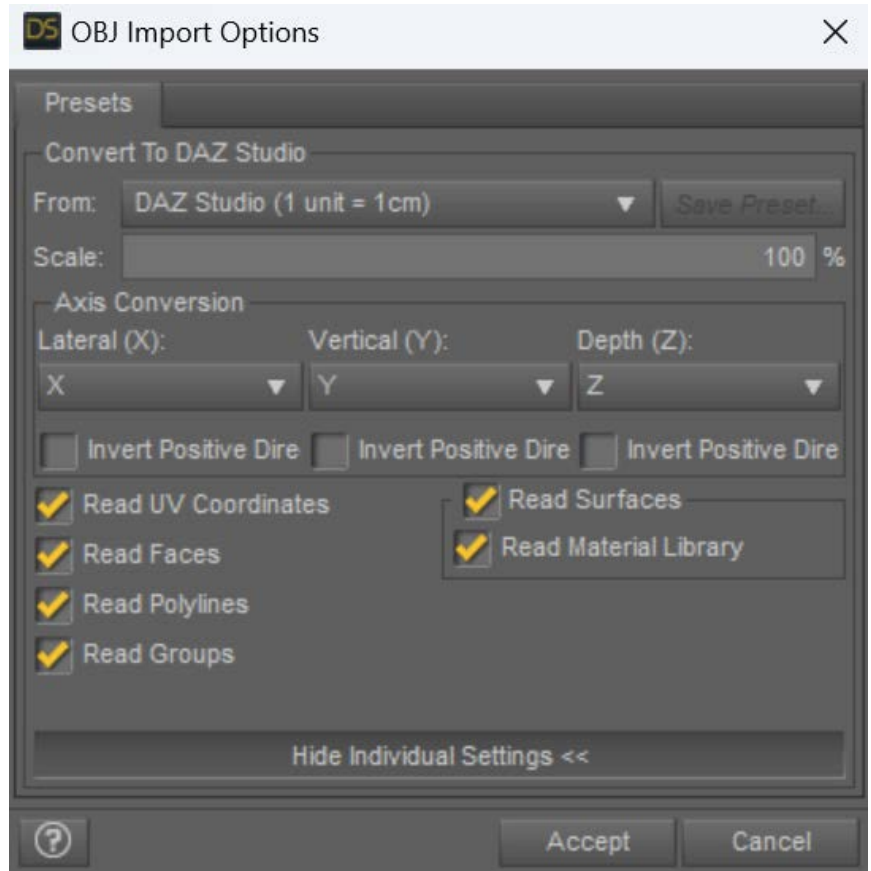 DS OBJ Import Options
Presets
Convert To DAZ Studio
From: DAZ Studio (1 unit = 1cm) Save Preset...
Scale: 100 %
Axis Conversion
Lateral (X): Vertical (Y): Depth (Z):
X Y Z
Invert Positive Dire Invert Positive Dire Invert Positive Dire
Read UV Coordinates Read Surfaces
Read Faces Read Material Library
Read Polylines
Read Groups
Hide Individual Settings <<
? Accept Cancel